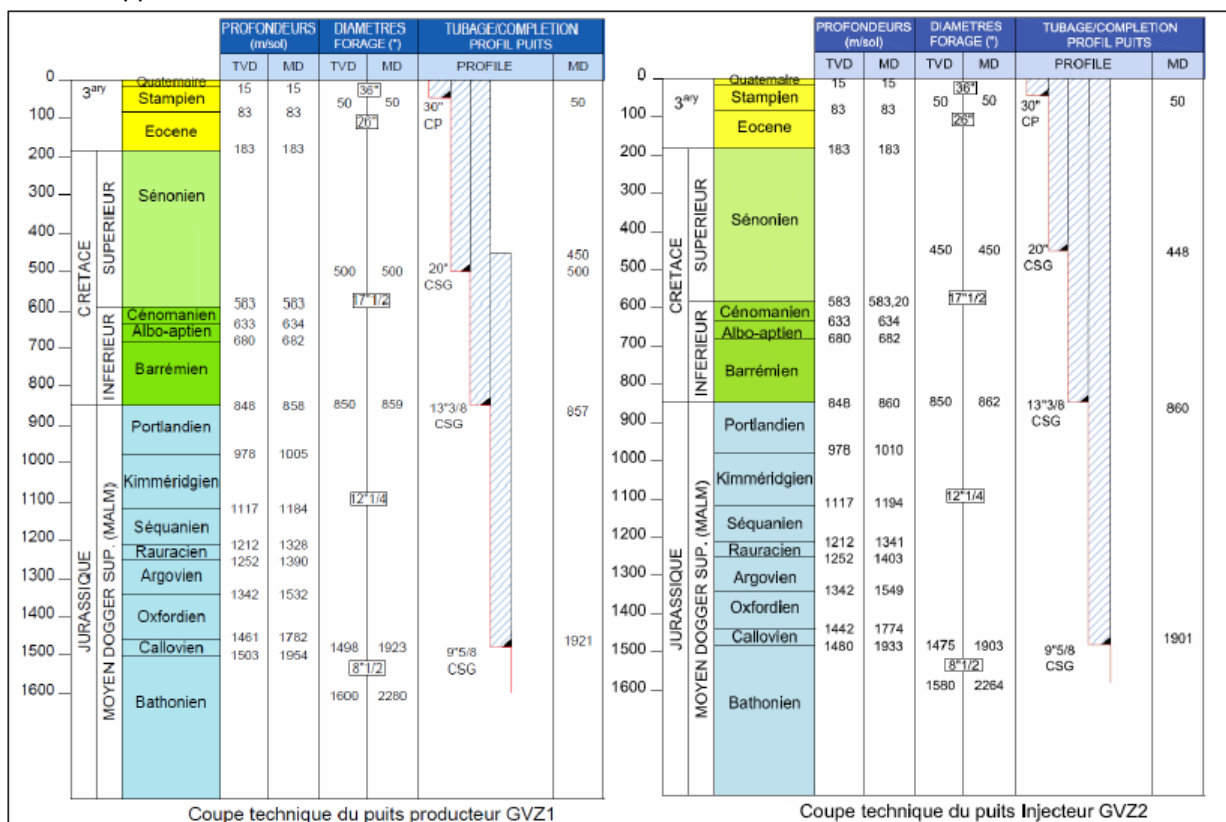 PROFONDEURS (m/sol) DIAMETRES FORAGE (") TUBAGE/COMPLETION PROFIL PUITS
TVD MD TVD MD PROFILE MD
0
100
200
300
400
500
600
700
800
900
1000
1100
1200
1300
1400
1500
1600
3ary
CRETACE
SUPERIEUR
INFERIEUR
JURASSIQUE
MOYEN DOGGER SUP. (MALM)
Quaternaire
15 15
36"
Stampien
50 50
30" CP
50
83 83
26"
Eocene
183 183
Sénonien
450
500 500
20" CSG
500
583 583
17"1/2
Cénomanien
633 634
Albo-aptien
680 682
Barrémien
848 858
850 859
13"3/8 CSG
857
Portlandien
978 1005
Kimméridgien
12"1/4
1117 1184
Séquanien
1212 1328
Rauracien
1252 1390
Argovien
1342 1532
Oxfordien
1461 1782
Callovien
1498 1923
9"5/8 CSG
1921
1503 1954
8"1/2
1600 2280
Bathonien
Coupe technique du puits producteur GVZ1
PROFONDEURS (m/sol) DIAMETRES FORAGE (") TUBAGE/COMPLETION PROFIL PUITS
TVD MD TVD MD PROFILE MD
0
100
200
300
400
500
600
700
800
900
1000
1100
1200
1300
1400
1500
1600
3ary
CRETACE
SUPERIEUR
INFERIEUR
JURASSIQUE
MOYEN DOGGER SUP. (MALM)
Quaternaire
15 15
36"
Stampien
50 50
30" CP
50
83 83
26"
Eocene
183 183
Sénonien
450 450
20" CSG
448
583 583,20
17"1/2
Cénomanien
633 634
Albo-aptien
680 682
Barrémien
848 860
850 862
13"3/8 CSG
860
Portlandien
978 1010
Kimméridgien
12"1/4
1117 1194
Séquanien
1212 1341
Rauracien
1252 1403
Argovien
1342 1549
Oxfordien
1442 1774
Callovien
1475 1903
9"5/8 CSG
1901
1480 1933
8"1/2
1580 2264
Bathonien
Coupe technique du puits Injecteur GVZ2